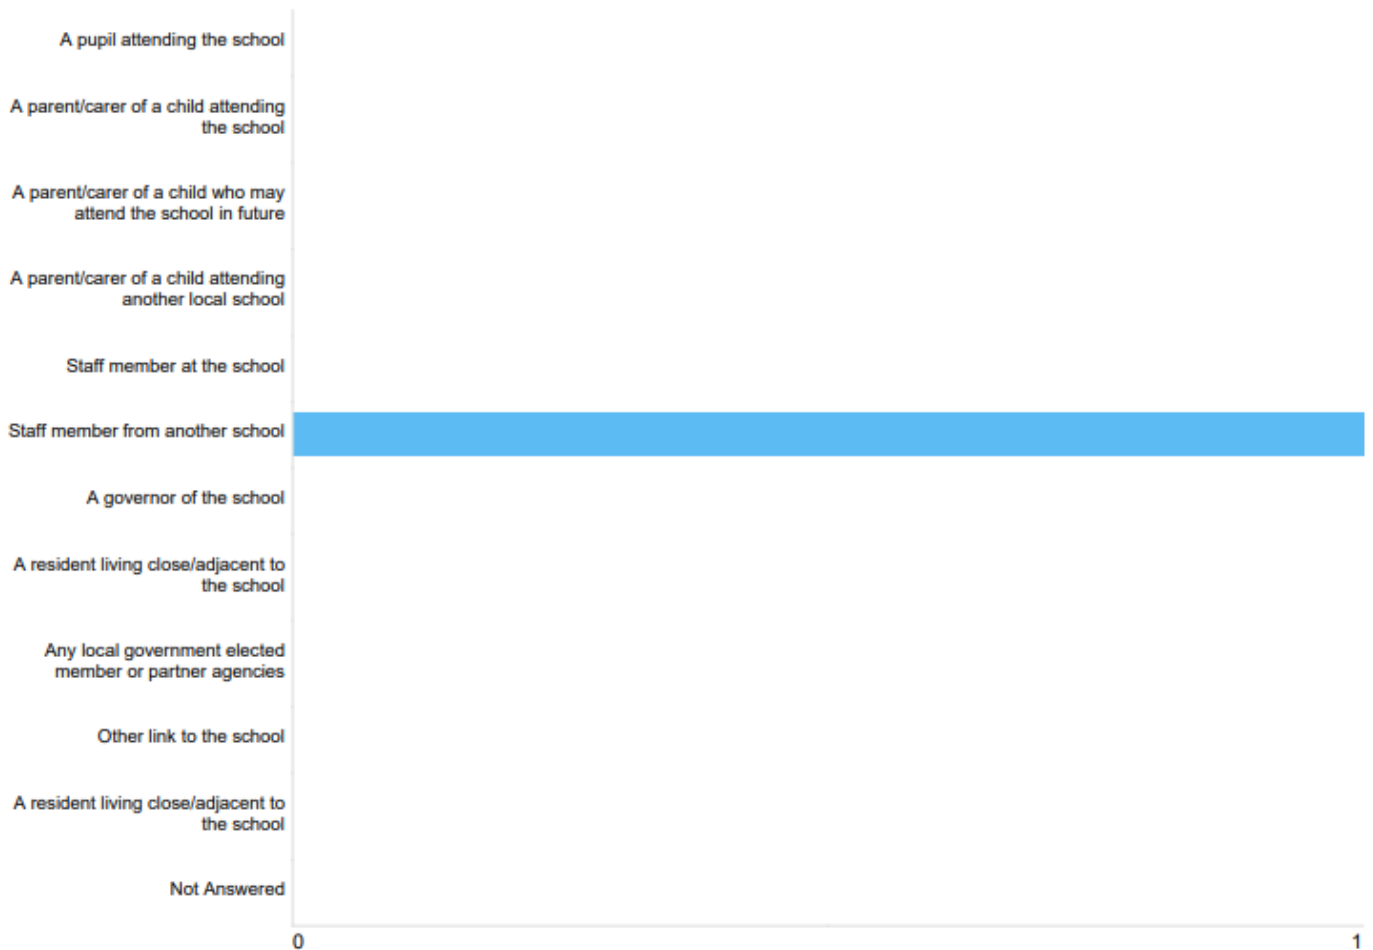 A pupil attending the school
A parent/carer of a child attending
the school
A parent/carer of a child who may
attend the school in future
A parent/carer of a child attending
another local school
Staff member at the school
Staff member from another school
A governor of the school
A resident living close/adjacent to
the school
Any local government elected
member or partner agencies
Other link to the school
A resident living close/adjacent to
the school
Not Answered
0 1